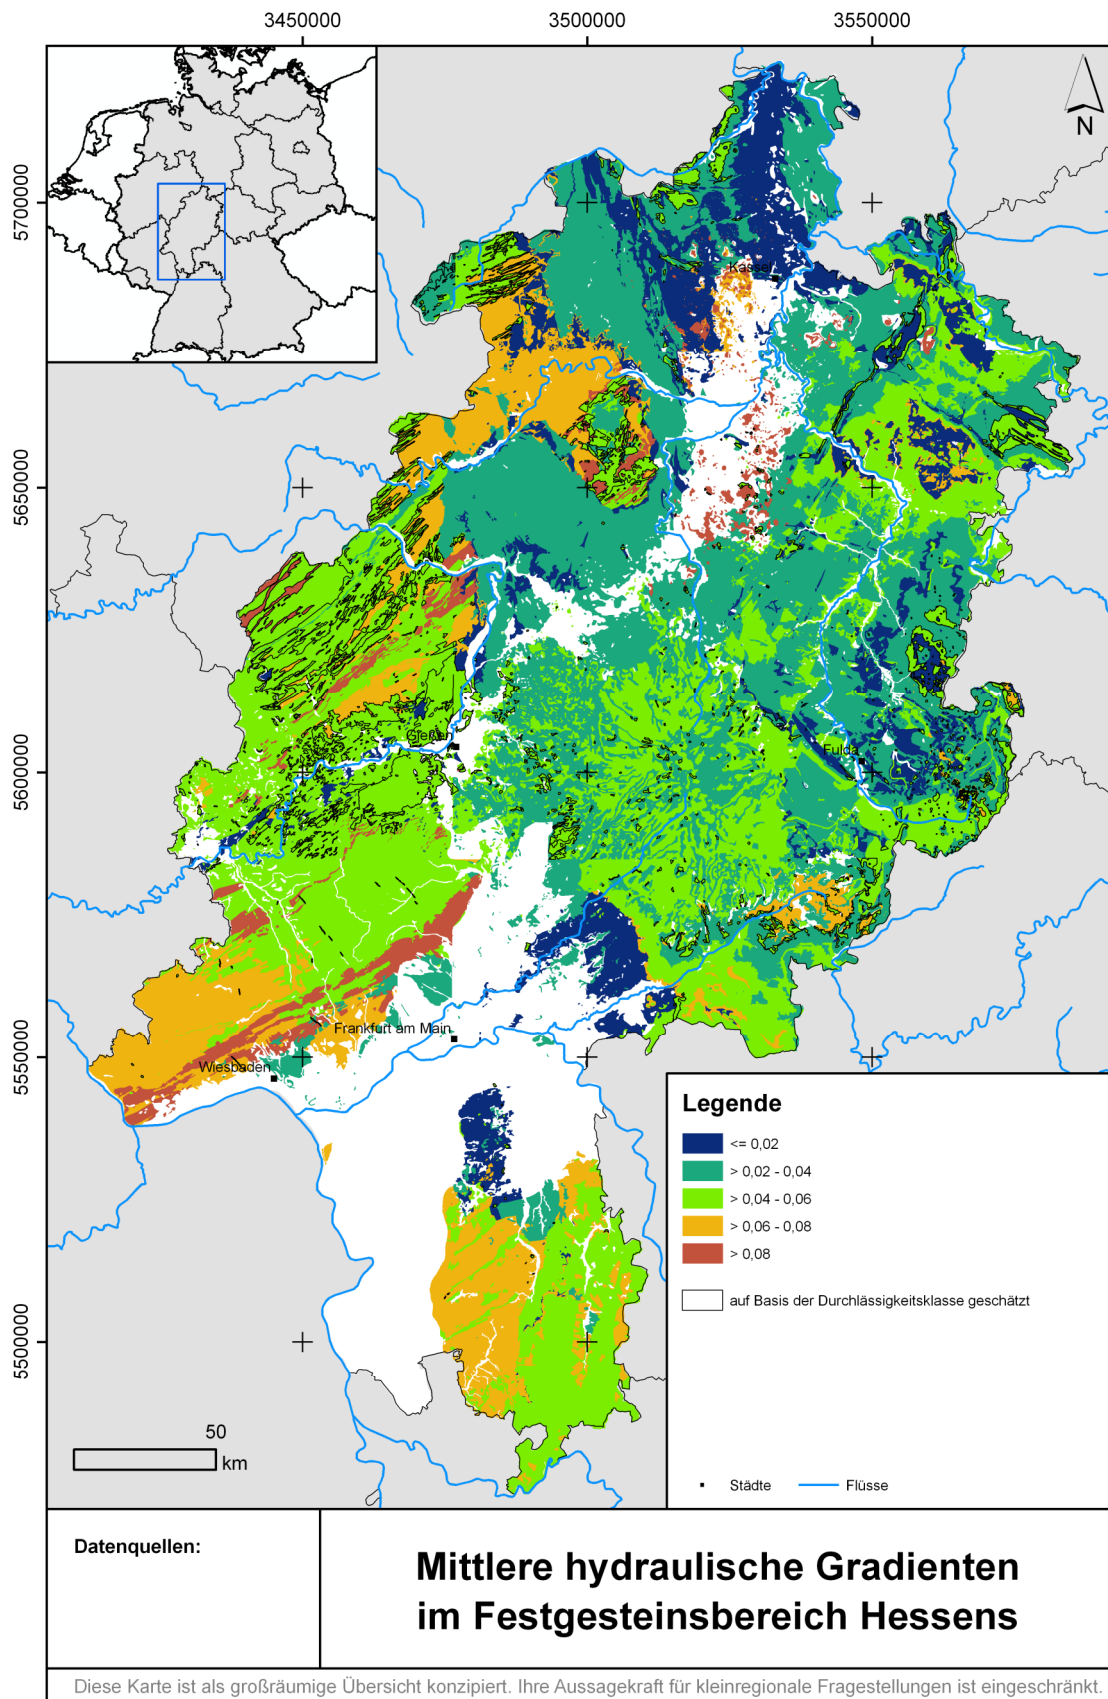 3450000
3500000
3550000
5700000
5650000
5600000
5550000
5500000
N
Kassel
Gießen
Fulda
Frankfurt am Main
Wiesbaden
Legende
<= 0,02
> 0,02 - 0,04
> 0,04 - 0,06
> 0,06 - 0,08
> 0,08
auf Basis der Durchlässigkeitsklasse geschätzt
Städte
Flüsse
50
km
Datenquellen:
Mittlere hydraulische Gradienten
im Festgesteinsbereich Hessens
Diese Karte ist als großräumige Übersicht konzipiert. Ihre Aussagekraft für kleinregionale Fragestellungen ist eingeschränkt.